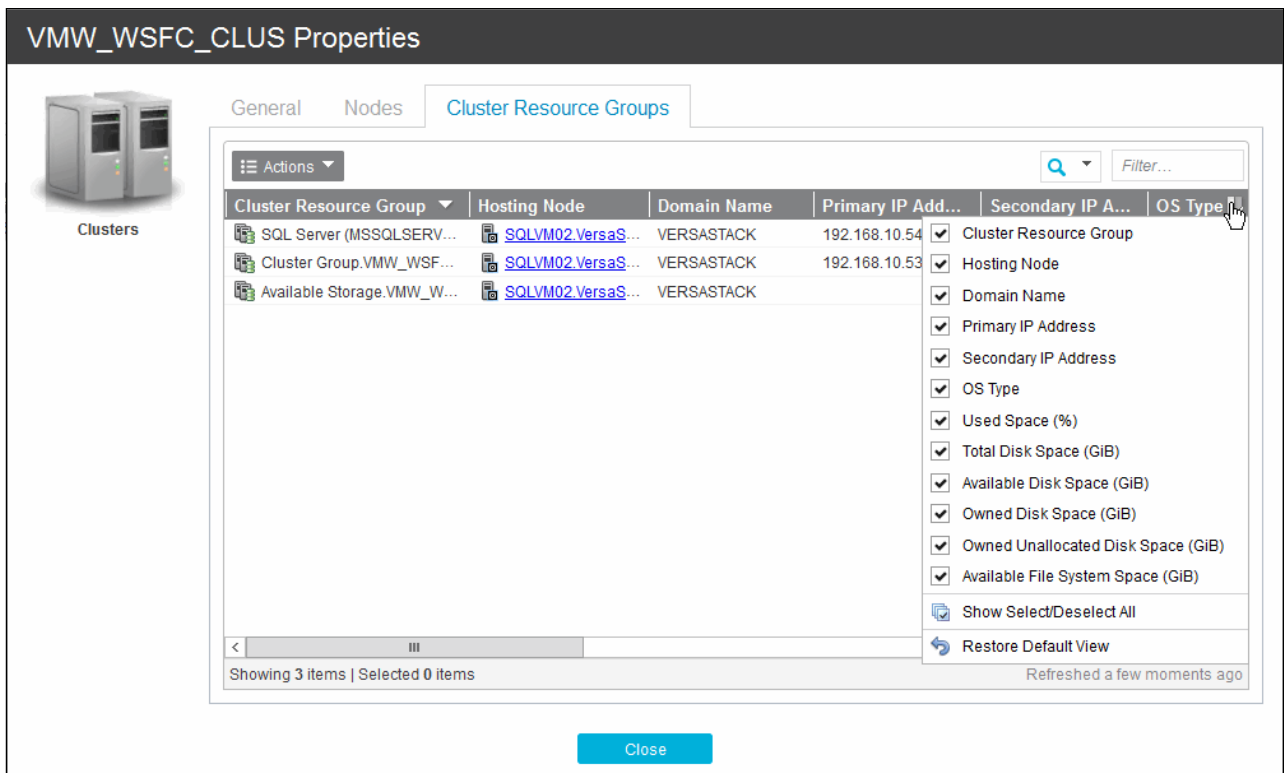 VMW_WSFC_CLUS Properties
General Nodes Cluster Resource Groups
Clusters
Actions Filter...
Cluster Resource Group Hosting Node Domain Name Primary IP Add... Secondary IP A... OS Type
SQL Server (MSSQLSERV... SQLVM02.VersaS... VERSASTACK 192.168.10.54
Cluster Group.VMW_WSF... SQLVM02.VersaS... VERSASTACK 192.168.10.53
Available Storage.VMW_W... SQLVM02.VersaS... VERSASTACK
Cluster Resource Group
Hosting Node
Domain Name
Primary IP Address
Secondary IP Address
OS Type
Used Space (%)
Total Disk Space (GiB)
Available Disk Space (GiB)
Owned Disk Space (GiB)
Owned Unallocated Disk Space (GiB)
Available File System Space (GiB)
Show Select/Deselect All
Restore Default View
Showing 3 items | Selected 0 items Refreshed a few moments ago
Close